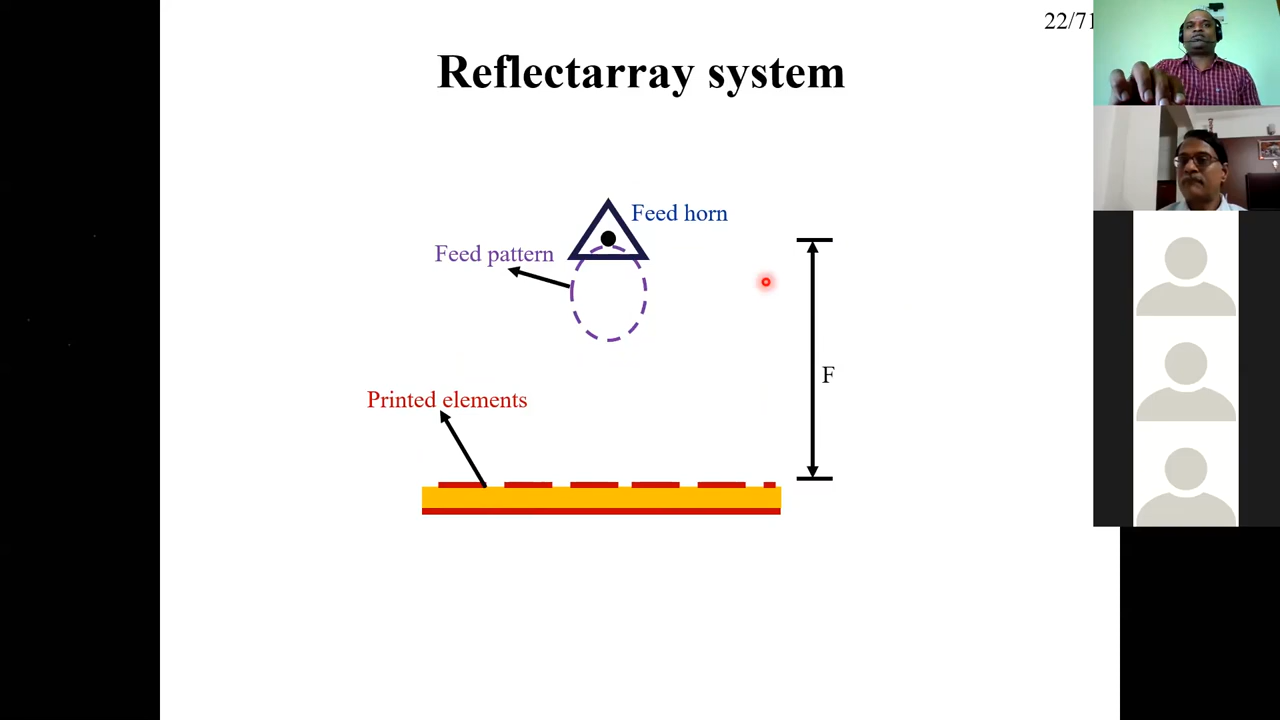 22/71
Reflectarray system
Feed horn
Feed pattern
F
Printed elements